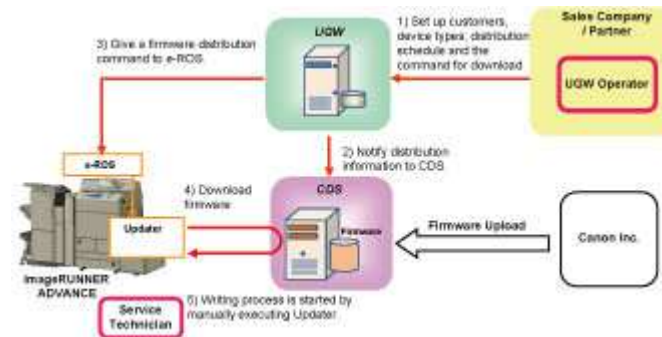 UGW
1) Set up customers,
device types, distribution
schedule and the
command for download
Sales Company
/ Partner
UGW Operator
3) Give a firmware distribution
command to e-RDS
2) Notify distribution
information to CDS
e-RDS
4) Download
firmware
CDS
Updater
Firmware
Firmware Upload
Canon Inc.
imageRUNNER
ADVANCE
5) Writing process is started by
manually executing Updater
Service
Technician